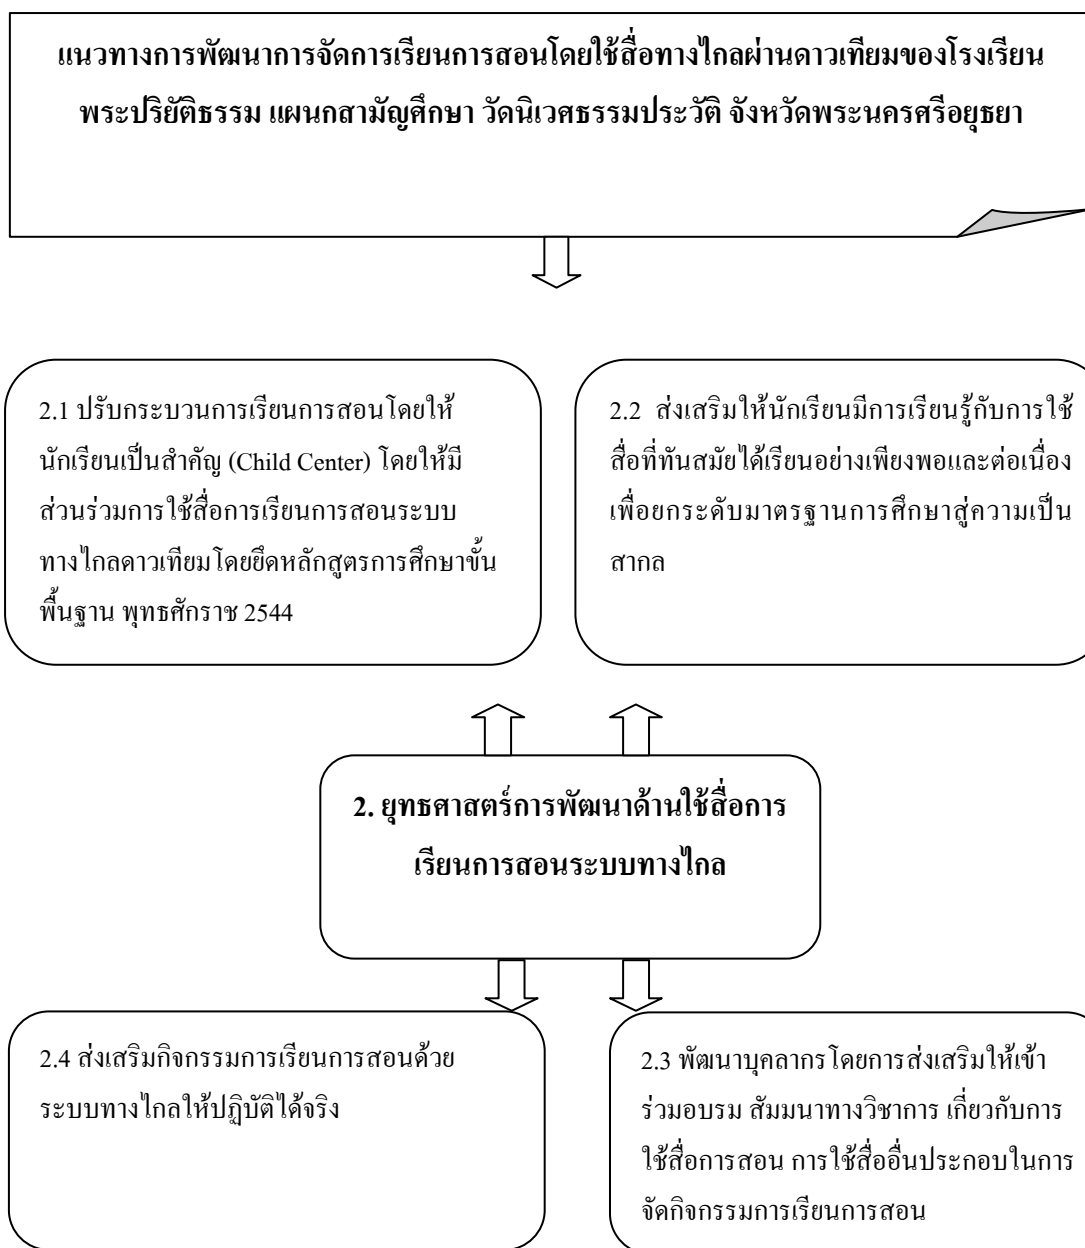 แนวทางการพัฒนาการจัดการเรียนการสอนโดยใช้สื่อทางไกลผ่านดาวเทียมของโรงเรียน
พระปริยัติธรรม แผนกสามัญศึกษา วัดนิเวศธรรมประวัติ จังหวัดพระนครศรีอยุธยา
2.1 ปรับกระบวนการเรียนการสอนโดยให้
นักเรียนเป็นสำคัญ (Child Center) โดยให้มี
ส่วนร่วมการใช้สื่อการเรียนการสอนระบบ
ทางไกลดาวเทียมโดยยึดหลักสูตรการศึกษาขั้น
พื้นฐาน พุทธศักราช 2544
2.2 ส่งเสริมให้นักเรียนมีการเรียนรู้กับการใช้
สื่อที่ทันสมัยได้เรียนอย่างเพียงพอและต่อเนื่อง
เพื่อยกระดับมาตรฐานการศึกษาสู่ความเป็น
สากล
2. ยุทธศาสตร์การพัฒนาด้านใช้สื่อการ
เรียนการสอนระบบทางไกล
2.4 ส่งเสริมกิจกรรมการเรียนการสอนด้วย
ระบบทางไกลให้ปฏิบัติได้จริง
2.3 พัฒนาบุคลากรโดยการส่งเสริมให้เข้า
ร่วมอบรม สัมมนาทางวิชาการ เกี่ยวกับการ
ใช้สื่อการสอน การใช้สื่ออื่นประกอบในการ
จัดกิจกรรมการเรียนการสอน